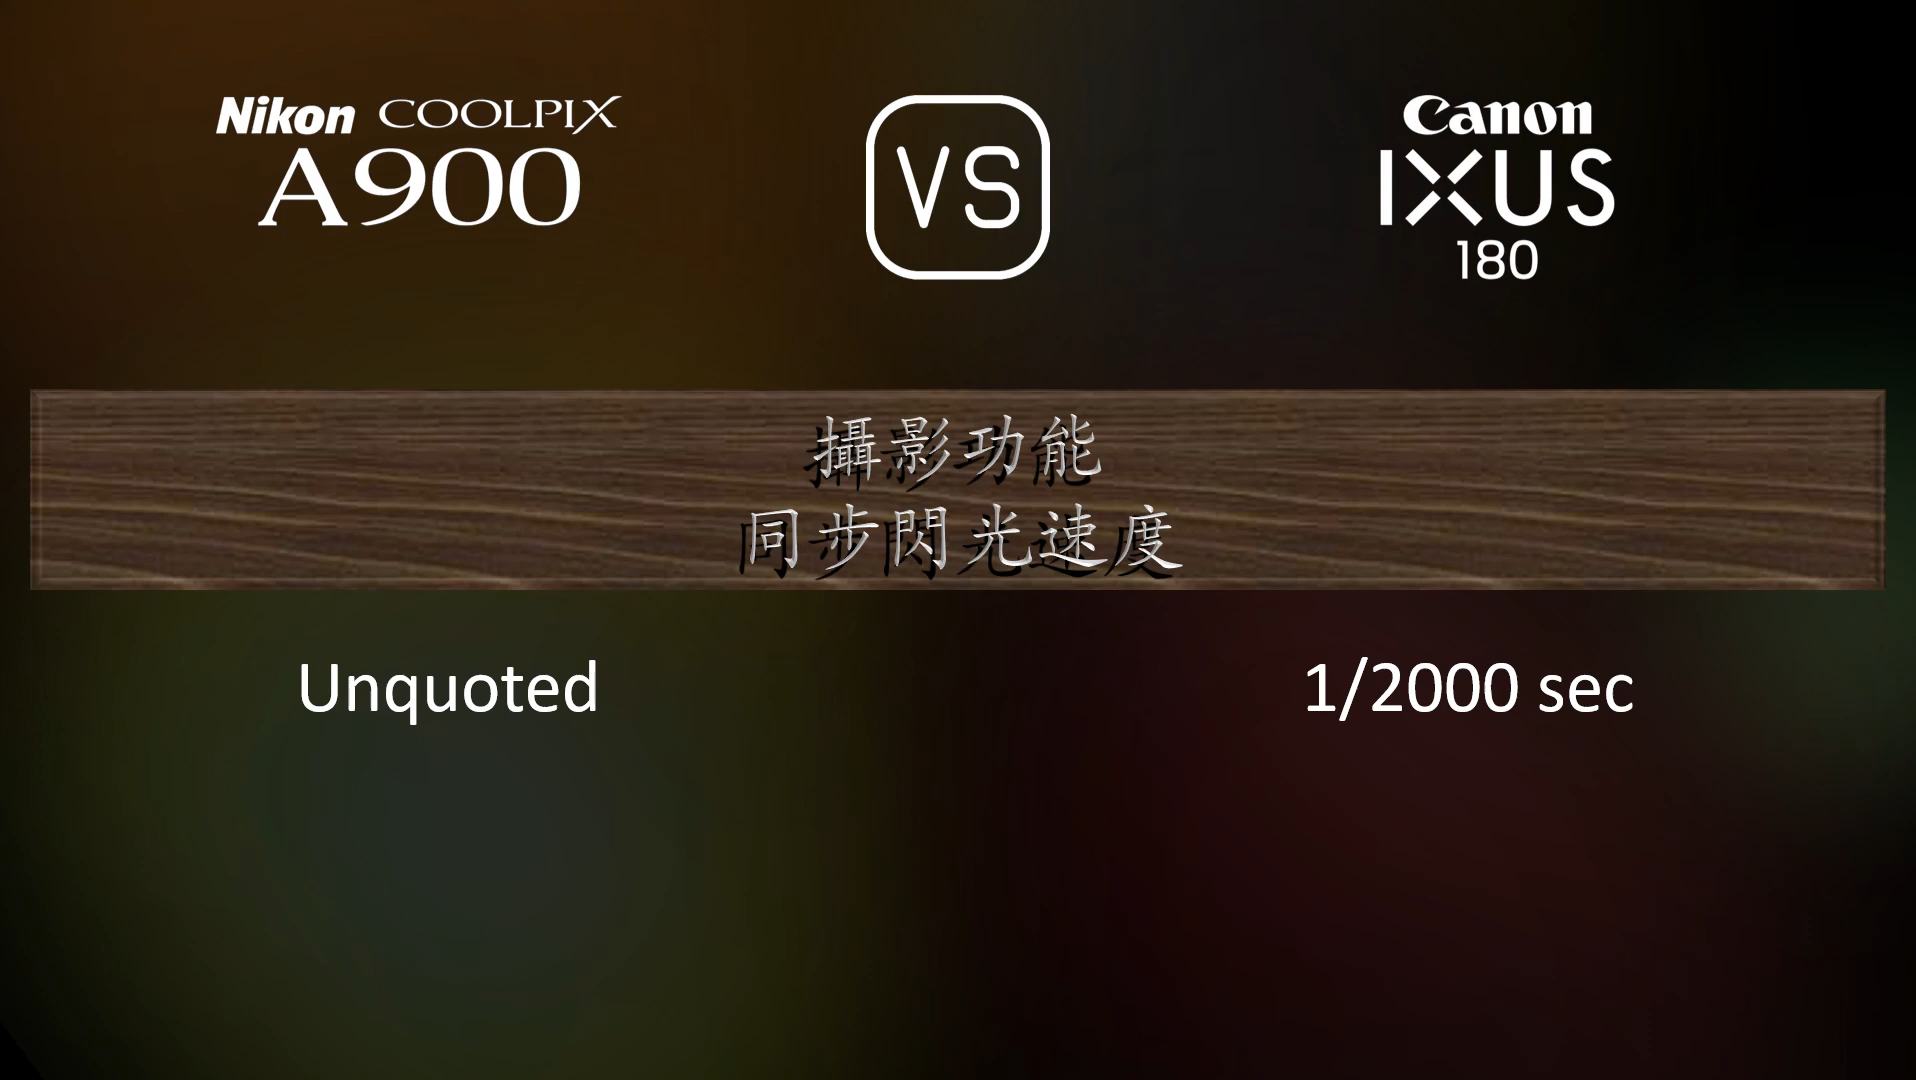 Nikon COOLPIX
A900
VS
Canon
IXUS
180
攝影功能
同步閃光速度
Unquoted
1/2000 sec